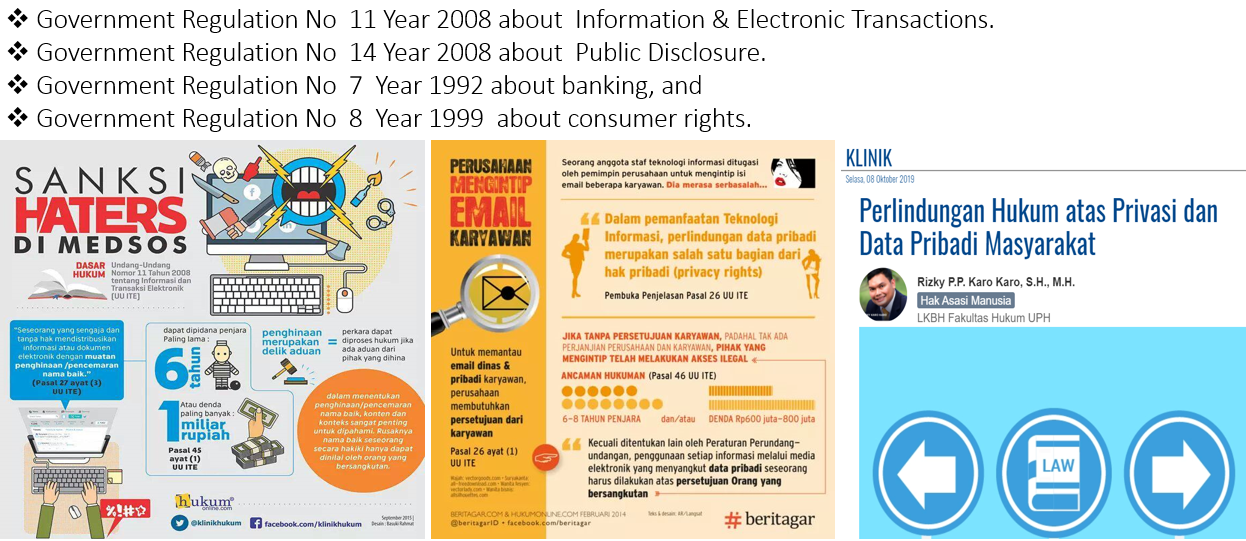 ❖ Government Regulation No 11 Year 2008 about Information & Electronic Transactions.
❖ Government Regulation No 14 Year 2008 about Public Disclosure.
❖ Government Regulation No 7 Year 1992 about banking, and
❖ Government Regulation No 8 Year 1999 about consumer rights.
SANKSI
HATERS
DI MEDSOS
DASAR
HUKUM
Undang-Undang
Nomor 11 Tahun 2008
tentang Informasi dan
Transaksi Elektronik
(UU ITE)
"Seseorang yang sengaja dan
tanpa hak mendistribusikan
informasi atau dokumen
elektronik dengan muatan
penghinaan /pencemaran
nama baik."
(Pasal 27 ayat (3)
UU ITE)
dapat dipidana penjara
Paling lama :
6
tahun
Atau denda
paling banyak :
1
miliar
rupiah
Pasal 45
ayat (1)
UU ITE
penghinaan
merupakan
delik aduan
=
perkara dapat
diproses hukum jika
ada aduan dari
pihak yang dihina
dalam menentukan
penghinaan/pencemaran
nama baik, konten dan
konteks sangat penting
untuk dipahami. Rusaknya
nama baik seseorang
secara hakiki hanya dapat
dinilai oleh orang yang
bersangkutan.
%!#☆
hukum
online.com
@klinikhukum
facebook.com/klinikhukum
September 2015 |
Desain : Basuki Rahmat
PERUSAHAAN
MENGINTIP
EMAIL
KARYAWAN
Untuk memantau
email dinas &
pribadi karyawan,
perusahaan
membutuhkan
persetujuan dari
karyawan
Pasal 26 ayat (1)
UU ITE
Seorang anggota staf teknologi informasi ditugasi
oleh pemimpin perusahaan untuk mengintip isi
email beberapa karyawan. Dia merasa serbasalah...
“Dalam pemanfaatan Teknologi
Informasi, perlindungan data pribadi
merupakan salah satu bagian dari
hak pribadi (privacy rights)
Pembuka Penjelasan Pasal 26 UU ITE
JIKA TANPA PERSETUJUAN KARYAWAN, PADAHAL TAK ADA
PERJANJIAN PERUSAHAAN DAN KARYAWAN, PIHAK YANG
MENGINTIP TELAH MELAKUKAN AKSES ILEGAL
ANCAMAN HUKUMAN (Pasal 46 UU ITE)
6-8 TAHUN PENJARA dan/atau DENDA Rp600 juta-800 juta
“Kecuali ditentukan lain oleh Peraturan Perundang-
undangan, penggunaan setiap informasi melalui media
elektronik yang menyangkut data pribadi seseorang
harus dilakukan atas persetujuan Orang yang
bersangkutan
BERITAGAR.COM & HUKUMONLINE.COM FEBRUARI 2014
@beritagarID • facebook.com/beritagar
Teks & desain : AR/Langsat
# beritagar
KLINIK
Selasa, 08 Oktober 2019
Perlindungan Hukum atas Privasi dan
Data Pribadi Masyarakat
Rizky P.P. Karo Karo, S.H., M.H.
Hak Asasi Manusia
LKBH Fakultas Hukum UPH
LAW